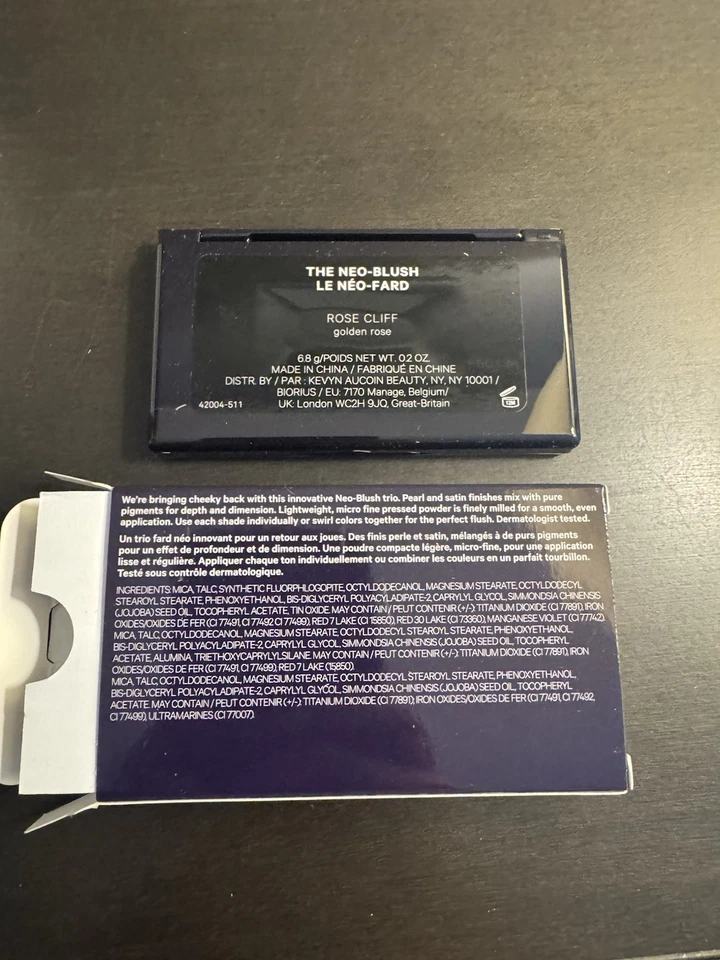 THE NEO-BLUSH
LE NÉO-FARD
ROSE CLIFF
golden rose
6.8 g/POIDS NET WT. 0.2 OZ.
MADE IN CHINA / FABRIQUÉ EN CHINE
DISTR. BY / PAR : KEVYN AUCOIN BEAUTY, NY, NY 10001 /
BIORIUS / EU: 7170 Manage, Belgium/
42004-511 UK: London WC2H 9JQ, Great-Britain 12M
We're bringing cheeky back with this innovative Neo-Blush trio. Pearl and satin finishes mix with pure
pigments for depth and dimension. Lightweight, micro fine pressed powder is finely milled for a smooth, even
application. Use each shade individually or swirl colors together for the perfect flush. Dermatologist tested.
Un trio fard néo innovant pour un retour aux joues. Des finis perle et satin, mélangés à de purs pigments
pour un effet de profondeur et de dimension. Une poudre compacte légère, micro-fine, pour une application
lisse et régulière. Appliquer chaque ton individuellement ou combiner les couleurs en un parfait tourbillon.
Testé sous contrôle dermatologique.
INGREDIENTS: MICA, TALC, SYNTHETIC FLUORPHLOGOPITE, OCTYLDODECANOL, MAGNESIUM STEARATE, OCTYLDODECYL
STEAROYL STEARATE, PHENOXYETHANOL, BIS-DIGLYCERYL POLYACYLADIPATE-2, CAPRYLYL GLYCOL, SIMMONDSIA CHINENSIS
(JOJOBA) SEED OIL, TOCOPHERYL ACETATE, TIN OXIDE. MAY CONTAIN / PEUT CONTENIR (+/-): TITANIUM DIOXIDE (CI 77891), IRON
OXIDES/OXIDES DE FER (CI 77491, CI 77492 CI 77499), RED 7 LAKE (CI 15850), RED 30 LAKE (CI 73360), MANGANESE VIOLET (CI 77742).
MICA, TALC, OCTYLDODECANOL, MAGNESIUM STEARATE, OCTYLDODECYL STEAROYL STEARATE, PHENOXYETHANOL,
BIS-DIGLYCERYL POLYACYLADIPATE-2, CAPRYLYL GLYCOL, SIMMONDSIA CHINENSIS (JOJOBA) SEED OIL, TOCOPHERYL
ACETATE, ALUMINA, TRIETHOXYCAPRYLYLSILANE. MAY CONTAIN / PEUT CONTENIR (+/-): TITANIUM DIOXIDE (CI 77891), IRON
OXIDES/OXIDES DE FER (CI 77491, CI 77499), RED 7 LAKE (15850).
MICA, TALC, OCTYLDODECANOL, MAGNESIUM STEARATE, OCTYLDODECYL STEAROYL STEARATE, PHENOXYETHANOL,
BIS-DIGLYCERYL POLYACYLADIPATE-2, CAPRYLYL GLYCOL, SIMMONDSIA CHINENSIS (JOJOBA) SEED OIL, TOCOPHERYL
ACETATE. MAY CONTAIN / PEUT CONTENIR (+/-): TITANIUM DIOXIDE (CI 77891), IRON OXIDES/OXIDES DE FER (CI 77491, CI 77492,
CI 77499), ULTRAMARINES (CI 77007).